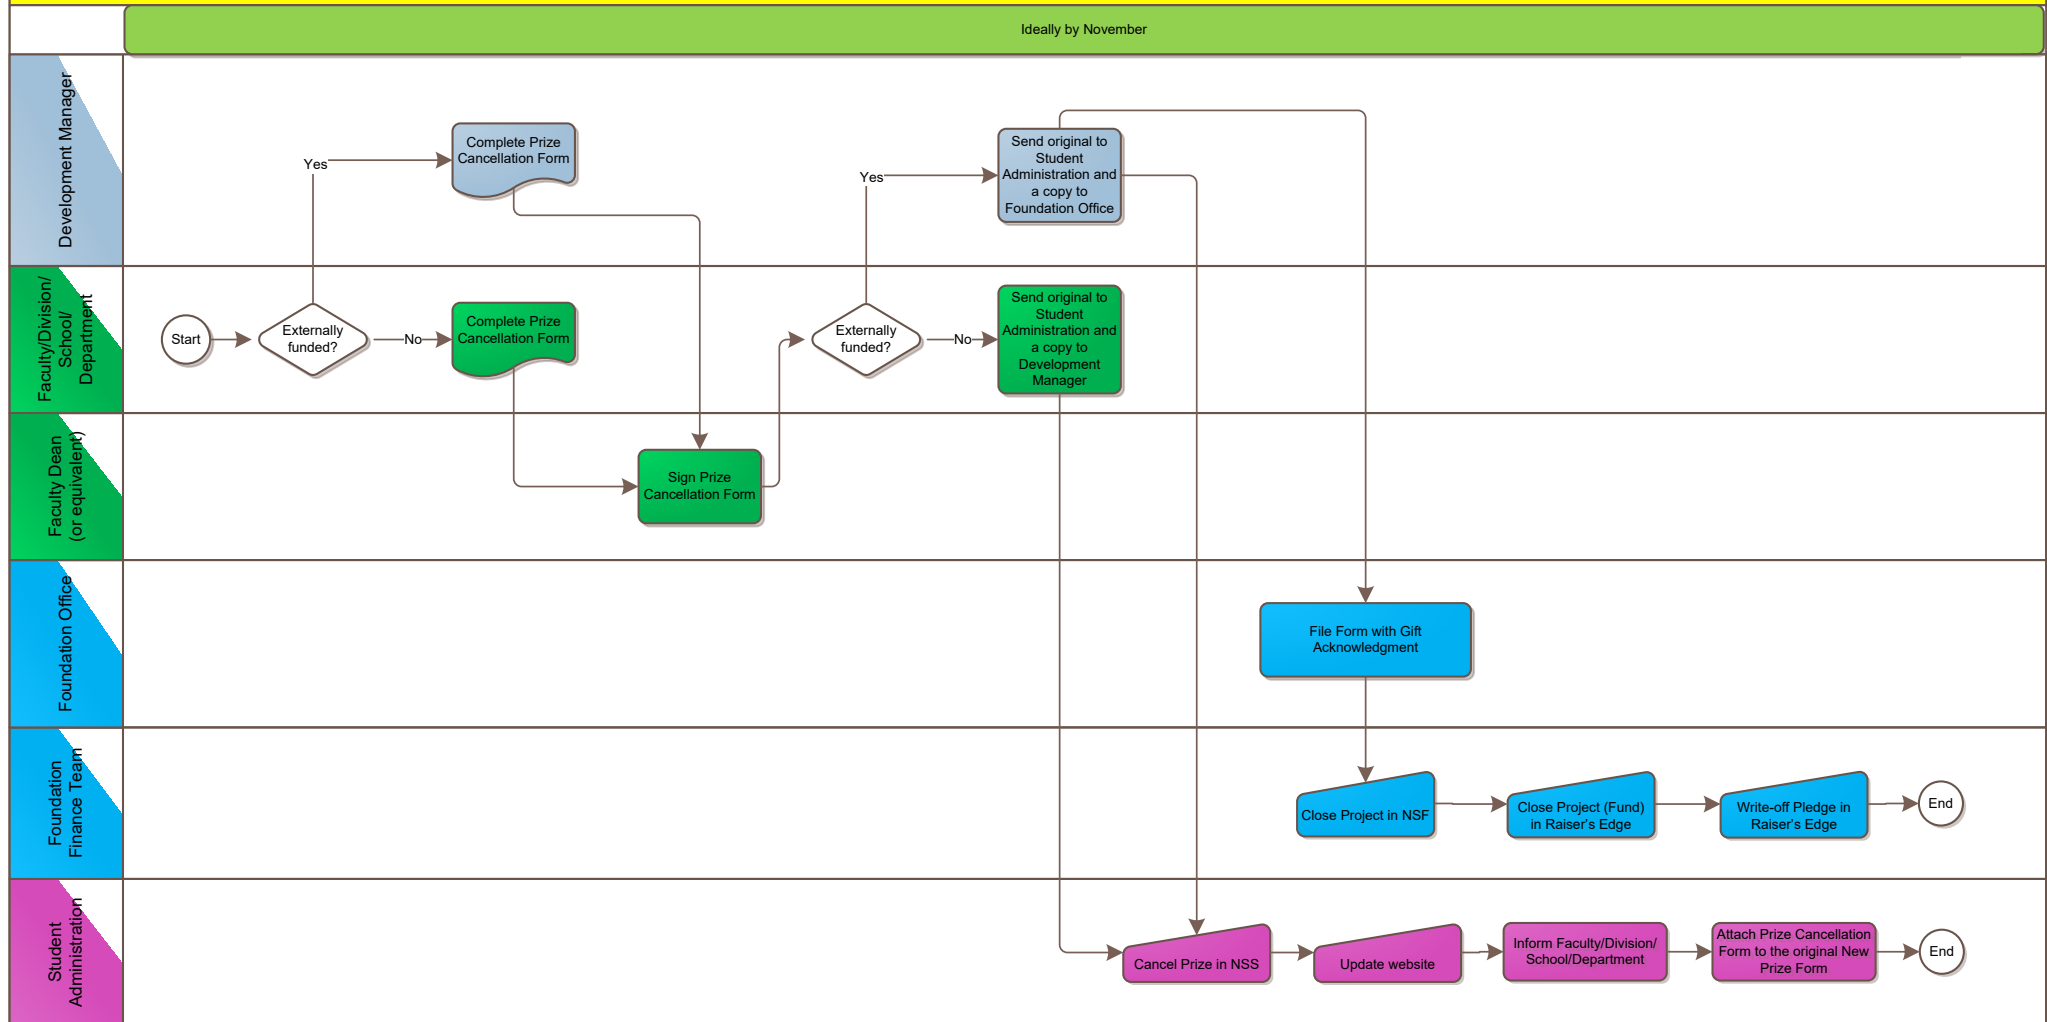 Ideally by November
Development Manager
Yes
Complete Prize
Cancellation Form
Yes
Send original to
Student
Administration and
a copy to
Foundation Office
Faculty/Division/
School/
Department
Start
Externally
funded?
No
Complete Prize
Cancellation Form
Externally
funded?
No
Send original to
Student
Administration and
a copy to
Development
Manager
Faculty Dean
(or equivalent)
Sign Prize
Cancellation Form
Foundation Office
File Form with Gift
Acknowledgment
Foundation
Finance Team
Close Project in NSF
Close Project (Fund)
in Raiser's Edge
Write-off Pledge in
Raiser's Edge
End
Student
Administration
Cancel Prize in NSS
Update website
Inform Faculty/Division/
School/Department
Attach Prize Cancellation
Form to the original New
Prize Form
End